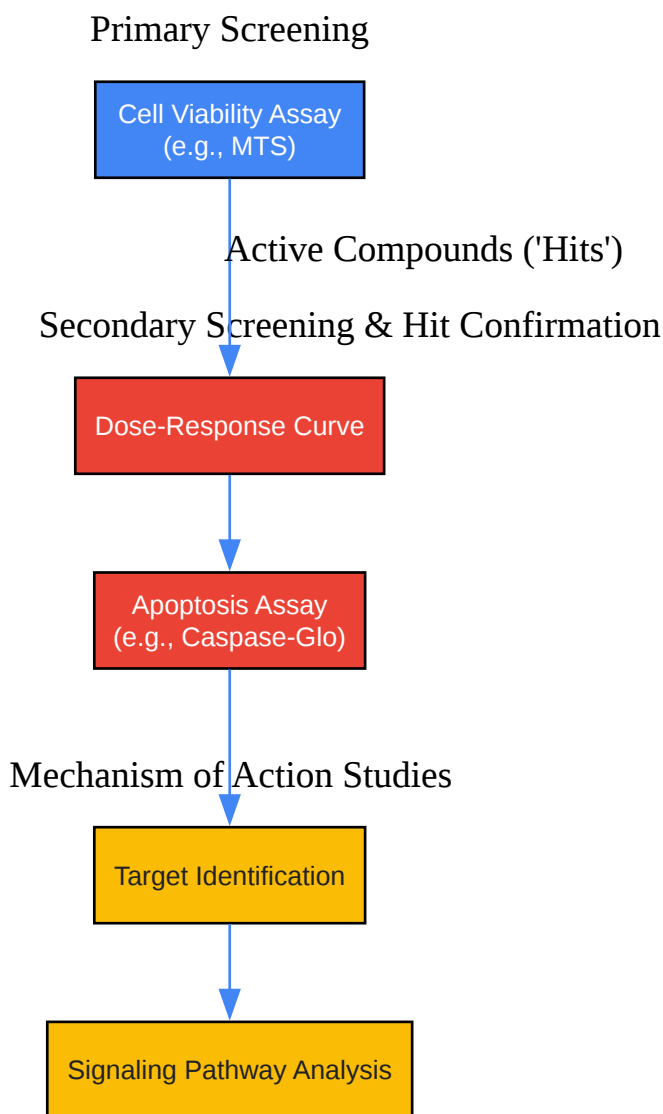 Primary Screening
Cell Viability Assay
(e.g., MTS)
Active Compounds ('Hits')
Secondary Screening & Hit Confirmation
Dose-Response Curve
Apoptosis Assay
(e.g., Caspase-Glo)
Mechanism of Action Studies
Target Identification
Signaling Pathway Analysis